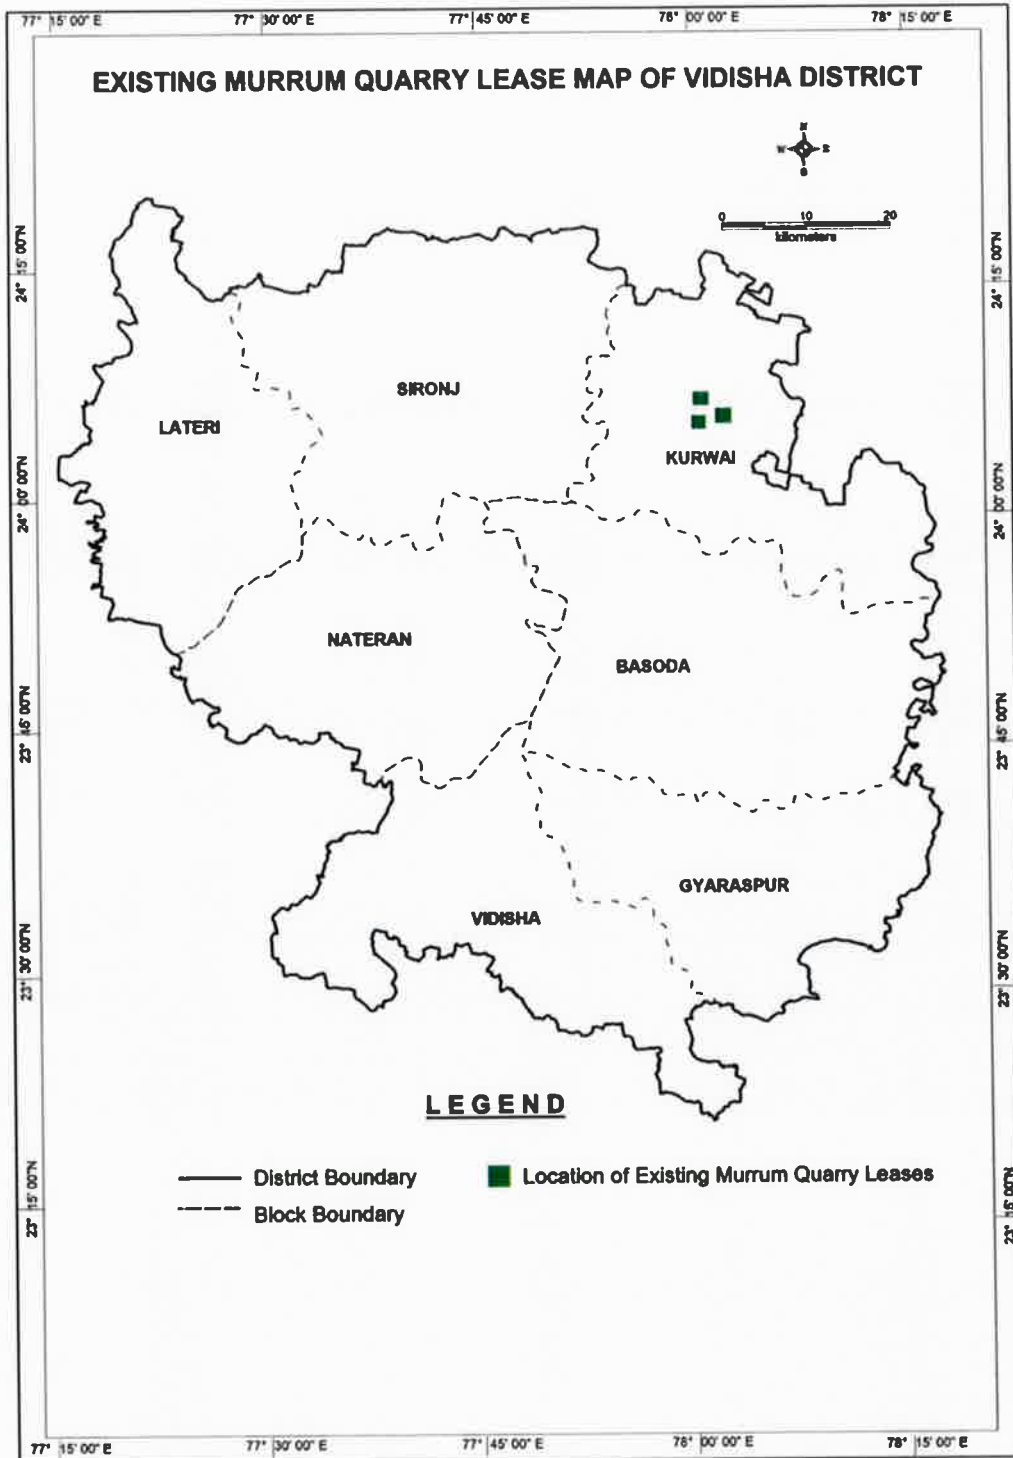 77° 15' 00" E 77° 30' 00" E 77° 45' 00" E 78° 00' 00" E 78° 15' 00" E
EXISTING MURRUM QUARRY LEASE MAP OF VIDISHA DISTRICT
N
W E
S
0 10 20
kilometers
24° 15' 00"N
24° 15' 00"N
SIRONJ
LATERI
KURWAI
24° 00' 00"N
24° 00' 00"N
NATERAN
BASODA
23° 45' 00"N
23° 45' 00"N
GYARASPUR
VIDISHA
23° 30' 00"N
23° 30' 00"N
LEGEND
District Boundary
Location of Existing Murrum Quarry Leases
Block Boundary
23° 15' 00"N
23° 15' 00"N
77° 15' 00" E 77° 30' 00" E 77° 45' 00" E 78° 00' 00" E 78° 15' 00" E